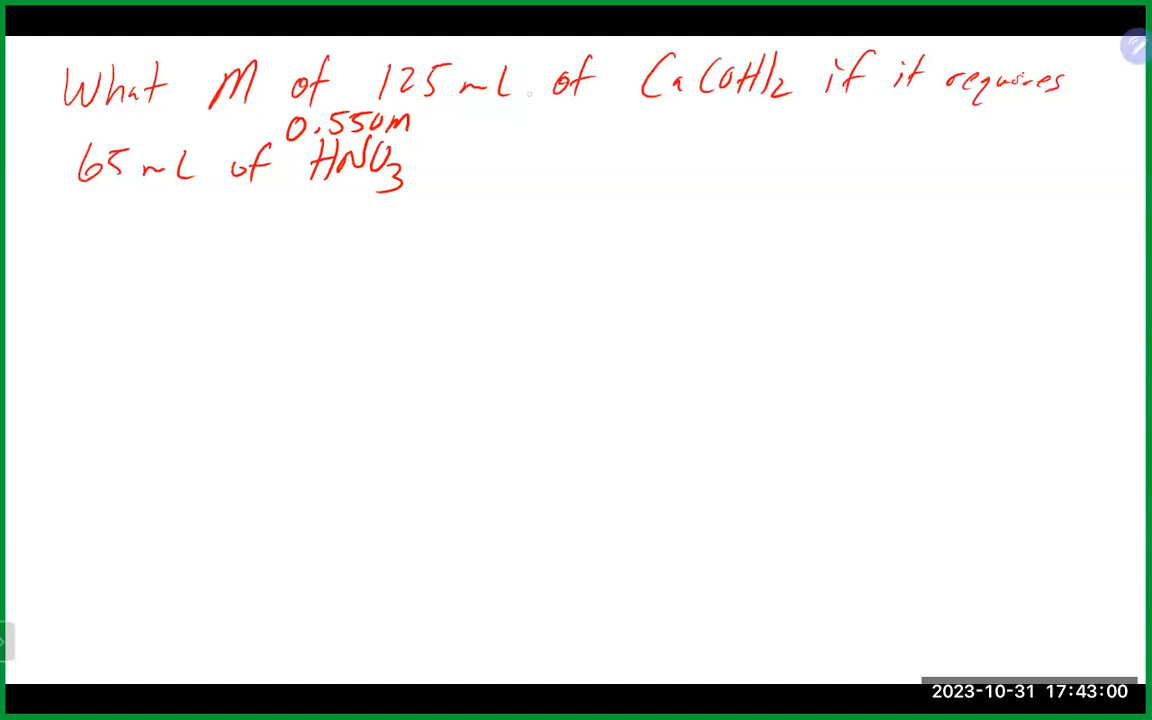 What M of 125 mL of Ca(OH)2 if it requires
0.550m
65 mL of HNO3
2023-10-31 17:43:00